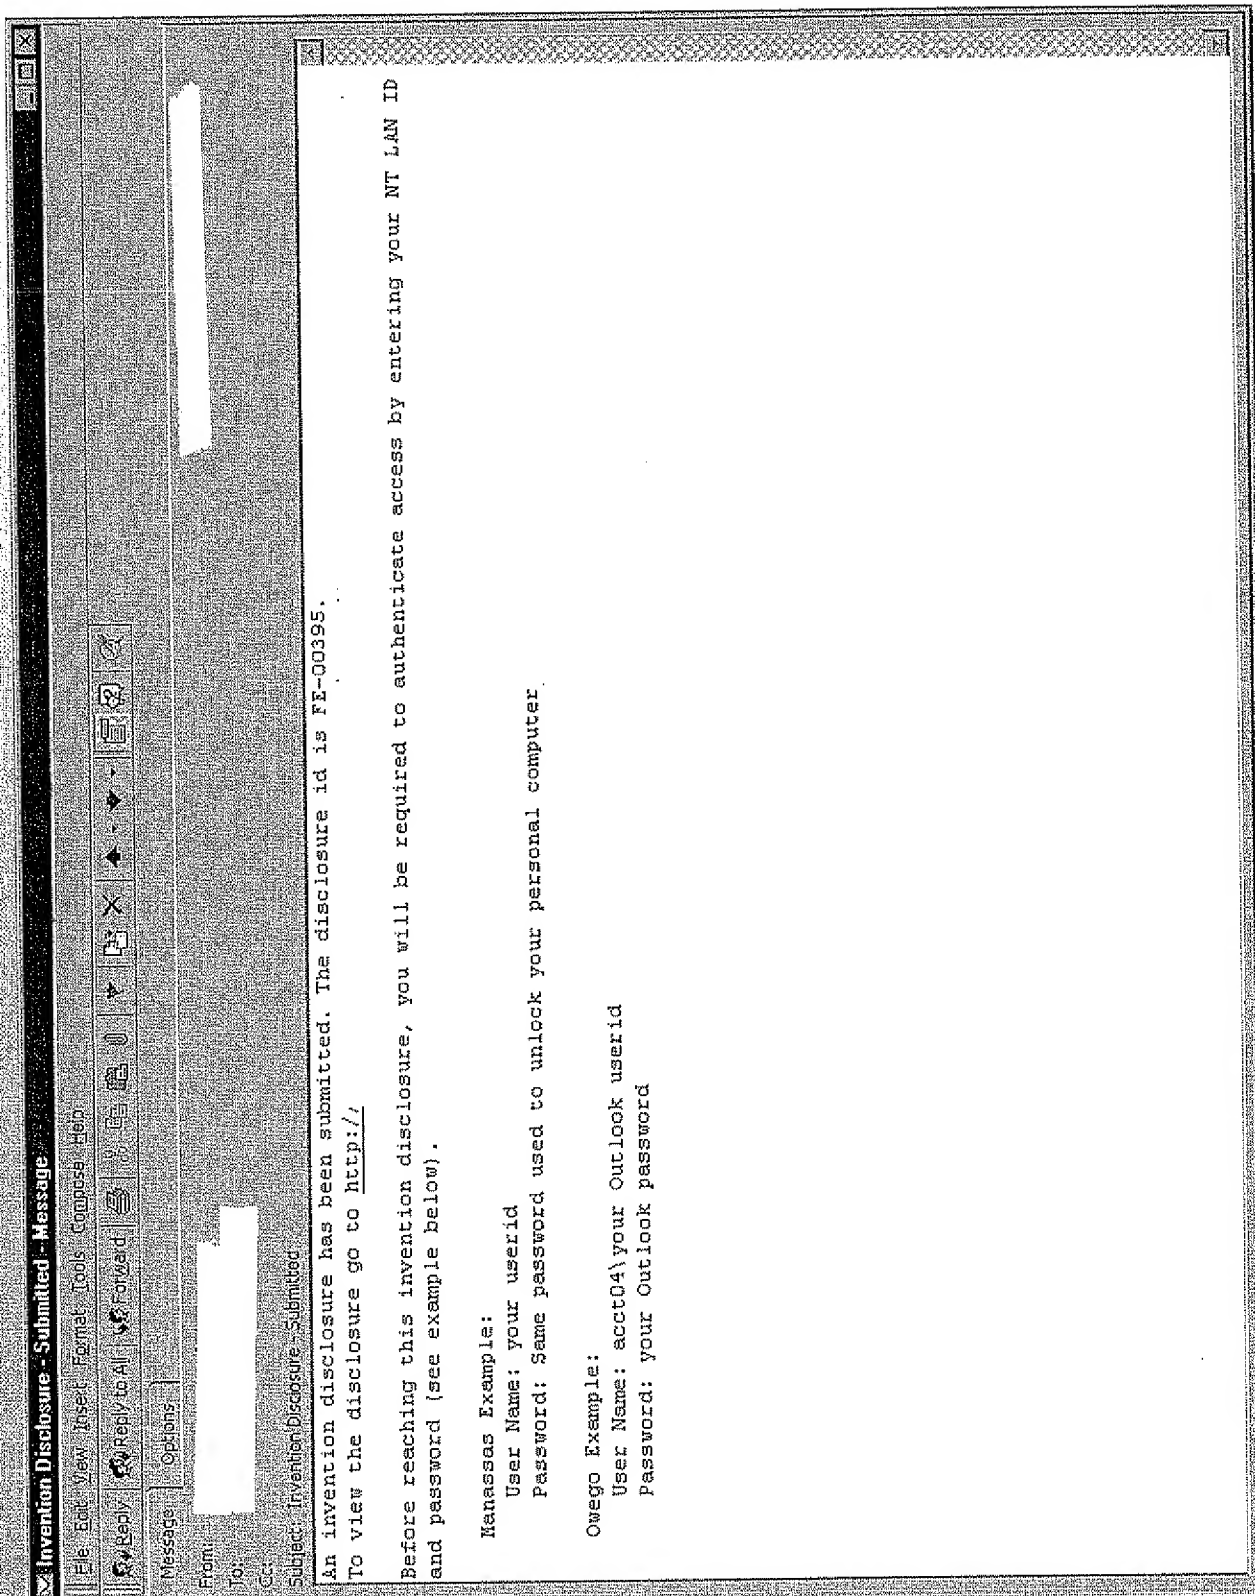 Invention Disclosure - Submitted - Message
File Edit View Insert Format Tools Compose Help
Reply Reply to All Forward
Message Options
From:
To:
Cc:
Subject: Invention Disclosure - Submitted
An invention disclosure has been submitted. The disclosure id is FE-00395.
To view the disclosure go to http://
Before reaching this invention disclosure, you will be required to authenticate access by entering your NT LAN ID
and password (see example below).
Manassas Example:
User Name: your userid
Password: Same password used to unlock your personal computer
Owego Example:
User Name: acct04\your Outlook userid
Password: your Outlook password